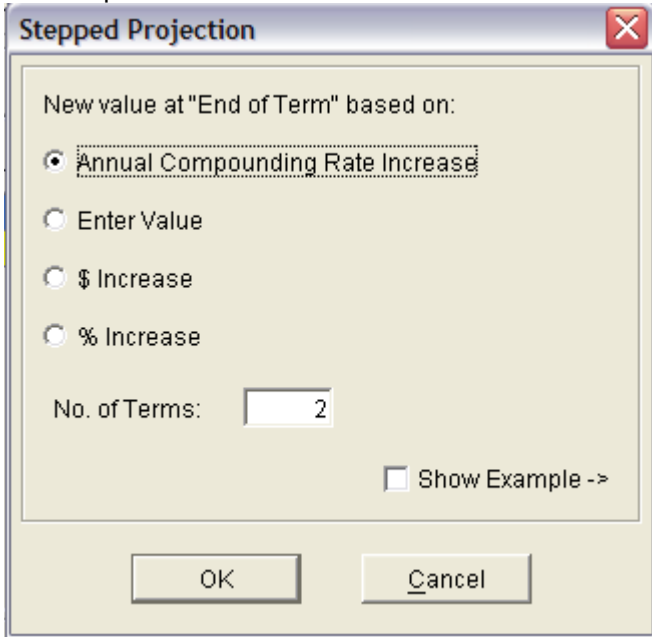 Stepped Projection
New value at "End of Term" based on:
Annual Compounding Rate Increase
Enter Value
$ Increase
% Increase
No. of Terms: 2
Show Example ->
OK Cancel